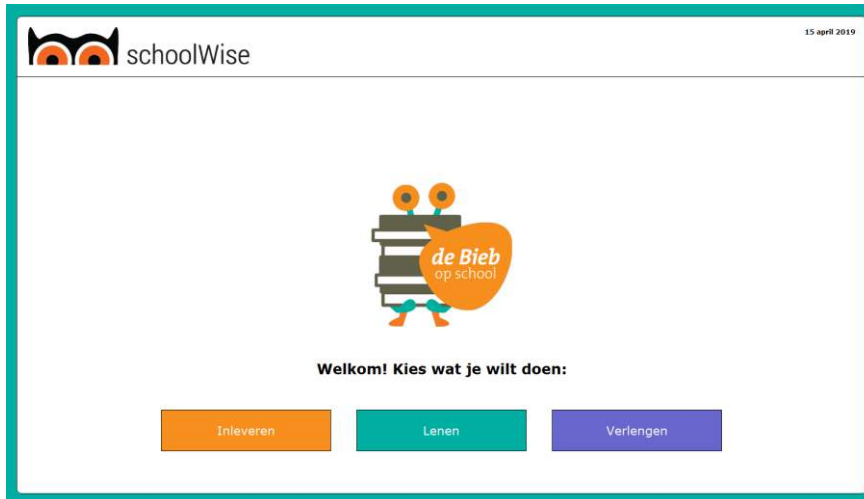 schoolWise
15 april 2019
de Bieb
op school
Welkom! Kies wat je wilt doen:
Inleveren
Lenen
Verlengen